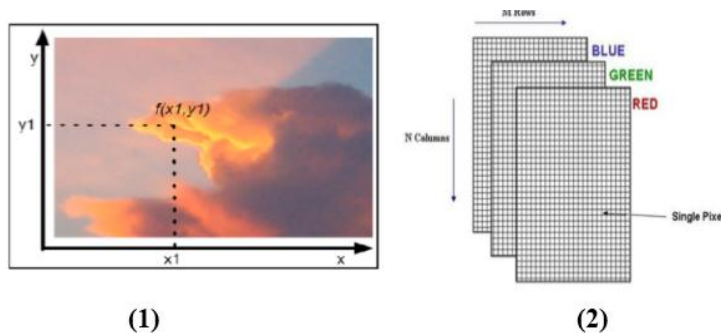 y
f(x1,y1)
y1
x1
x
(1)
M Rows
BLUE
GREEN
RED
N Columns
Single Pixe
(2)